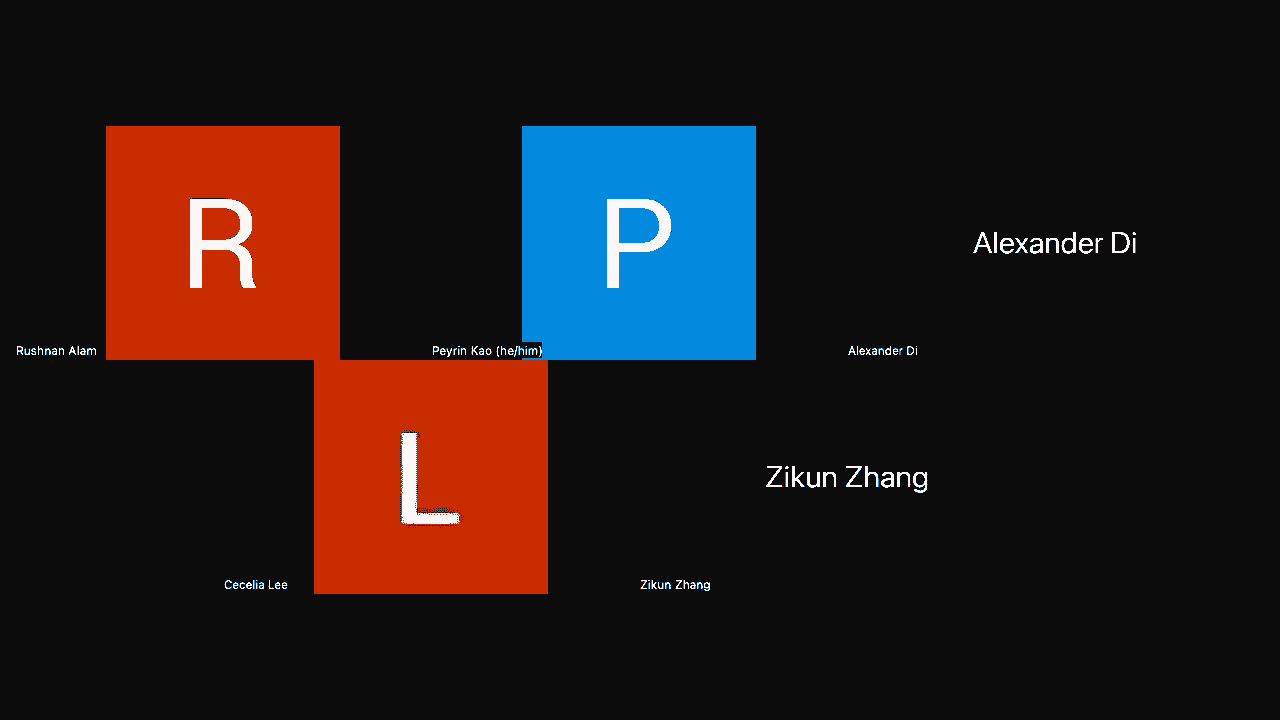 R
P
Alexander Di
Rushnan Alam
Peyrin Kao (he/him)
Alexander Di
L
Zikun Zhang
Cecelia Lee
Zikun Zhang